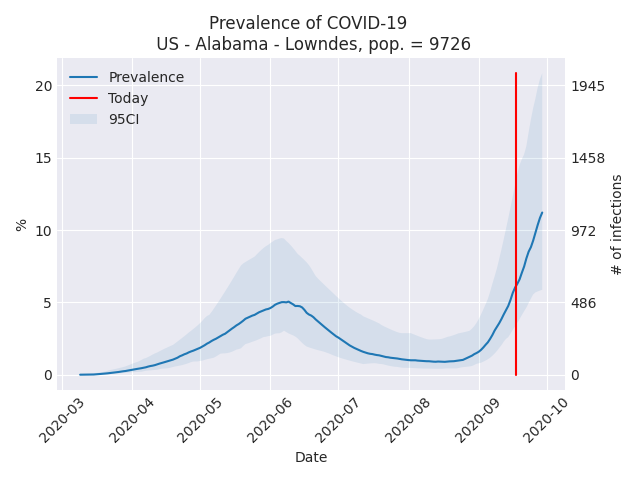 Prevalence of COVID-19
US - Alabama - Lowndes, pop. = 9726
Prevalence
Today
95CI
20
15
10
5
0
%
1945
1458
972
486
0
# of infections
2020-03
2020-04
2020-05
2020-06
2020-07
2020-08
2020-09
2020-10
Date